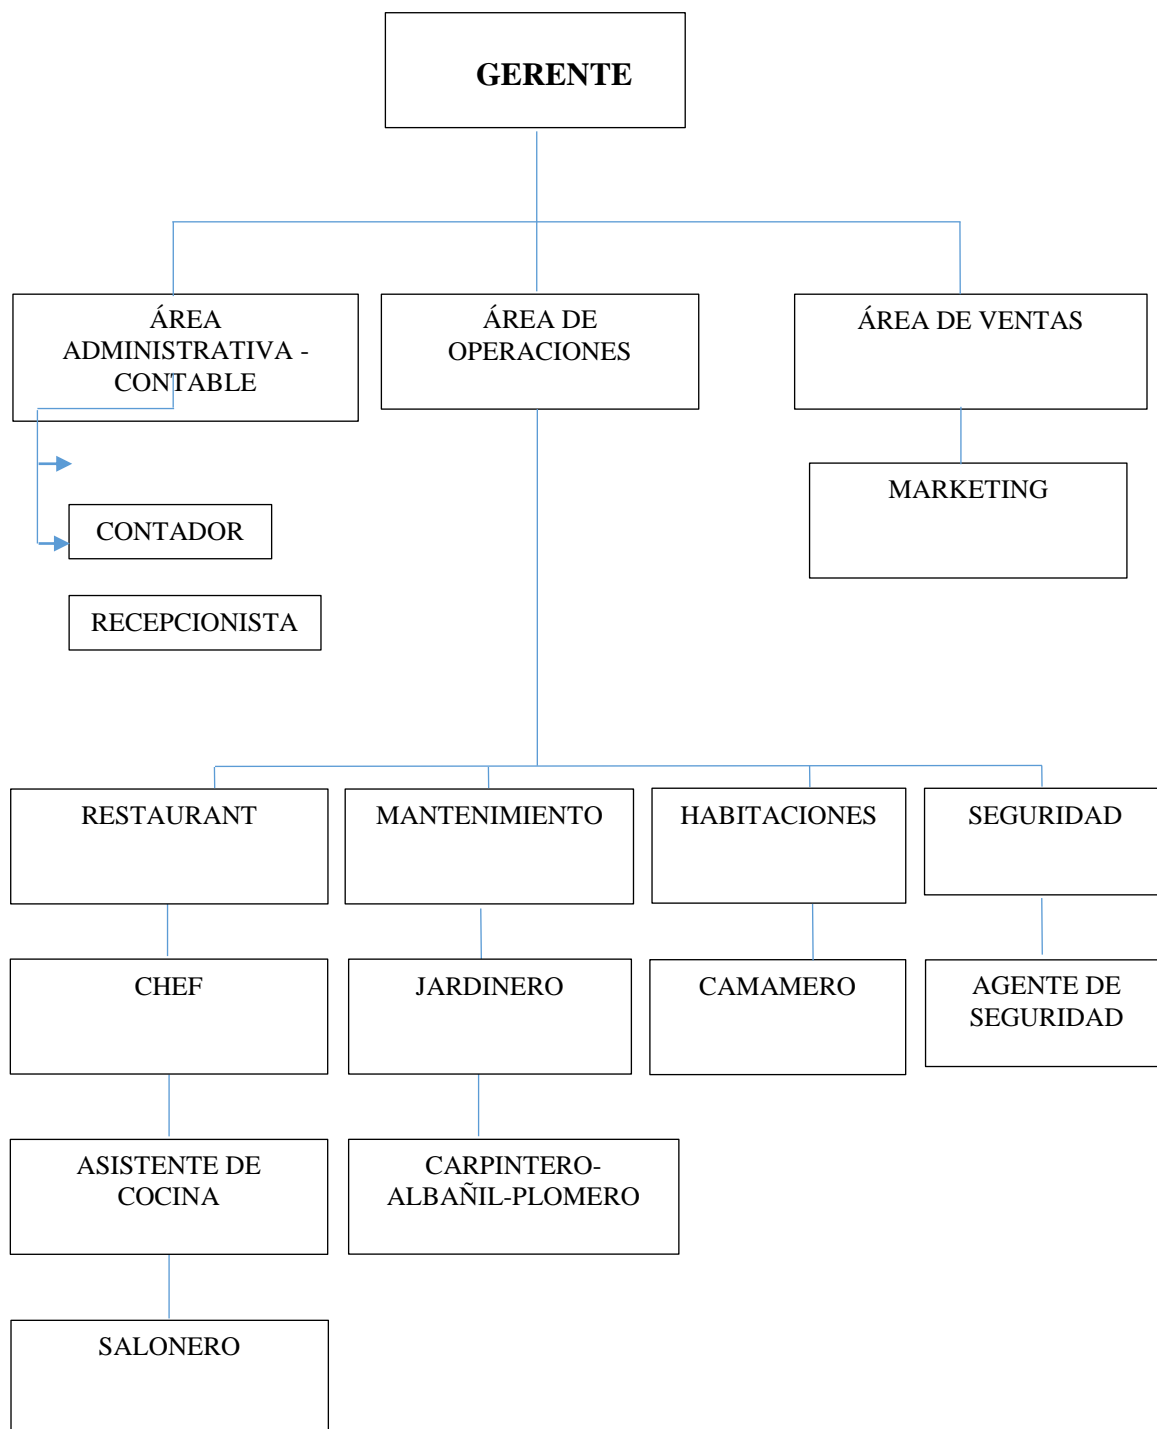 GERENTE
ÁREA
ADMINISTRATIVA -
CONTABLE
ÁREA DE
OPERACIONES
ÁREA DE VENTAS
MARKETING
CONTADOR
RECEPCIONISTA
RESTAURANT
MANTENIMIENTO
HABITACIONES
SEGURIDAD
CHEF
JARDINERO
CAMAMERO
AGENTE DE
SEGURIDAD
ASISTENTE DE
COCINA
CARPINTERO-
ALBAÑIL-PLOMERO
SALONERO